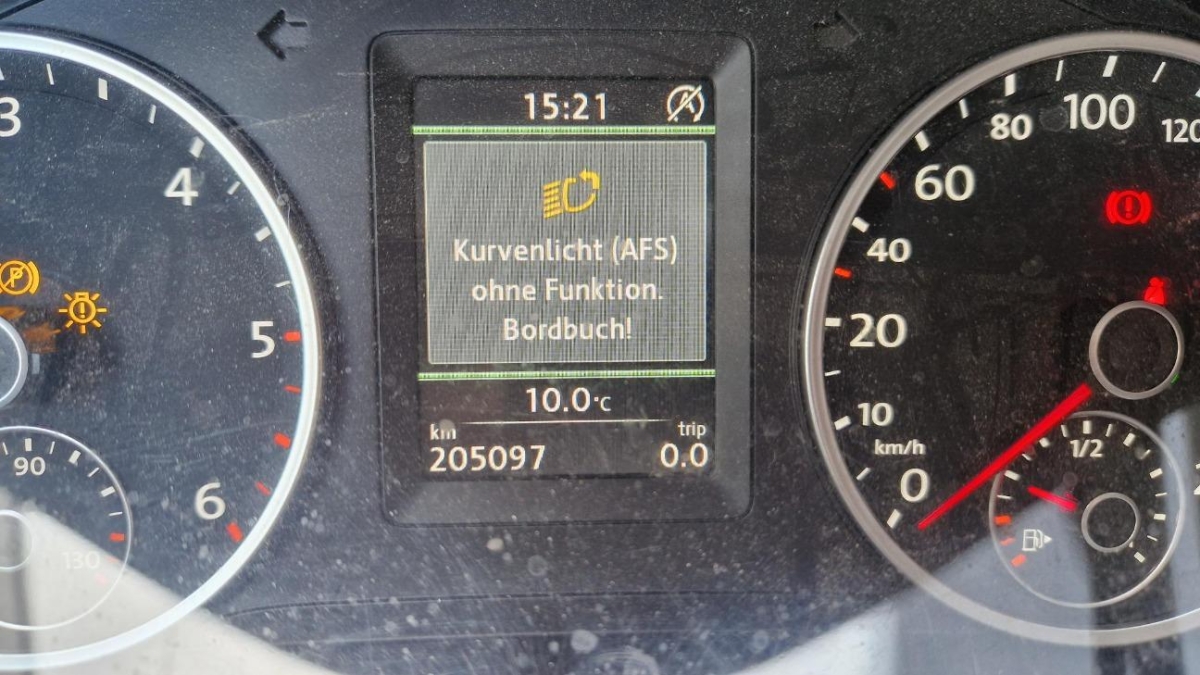 15:21
Kurvenlicht (AFS)
ohne Funktion.
Bordbuch!
10.0°C
km trip
205097 0.0
3
4
5
6
90
130
0
10
20
40
60
80
100
120
km/h
1/2
P
A